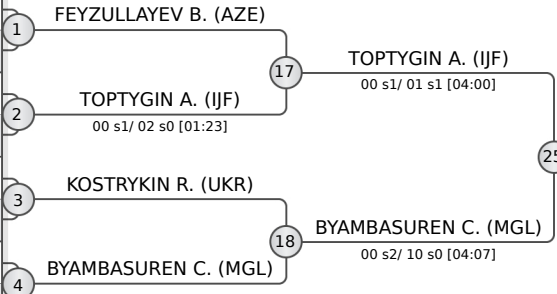 FEYZULLAYEV B. (AZE)
1
17
TOPTYGIN A. (IJF)
00 s1/ 01 s1 [04:00]
TOPTYGIN A. (IJF)
2
00 s1/ 02 s0 [01:23]
25
KOSTRYKIN R. (UKR)
3
18
BYAMBASUREN C. (MGL)
00 s2/ 10 s0 [04:07]
BYAMBASUREN C. (MGL)
4